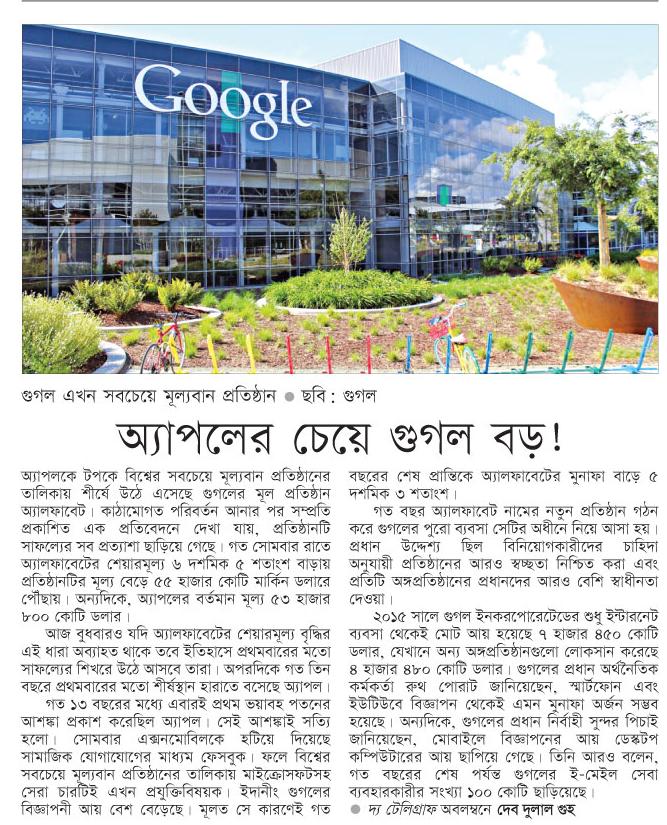 Google
গুগল এখন সবচেয়ে মূল্যবান প্রতিষ্ঠান ● ছবি : গুগল
অ্যাপলের চেয়ে গুগল বড়!
অ্যাপলকে টপকে বিশ্বের সবচেয়ে মূল্যবান প্রতিষ্ঠানের
তালিকায় শীর্ষে উঠে এসেছে গুগলের মূল প্রতিষ্ঠান
অ্যালফাবেট। কাঠামোগত পরিবর্তন আনার পর সম্প্রতি
প্রকাশিত এক প্রতিবেদনে দেখা যায়, প্রতিষ্ঠানটি
সাফল্যের সব প্রত্যাশা ছাড়িয়ে গেছে। গত সোমবার রাতে
অ্যালফাবেটের শেয়ারমূল্য ৬ দশমিক ৫ শতাংশ বাড়ায়
প্রতিষ্ঠানটির মূল্য বেড়ে ৫৫ হাজার কোটি মার্কিন ডলারে
পৌঁছায়। অন্যদিকে, অ্যাপলের বর্তমান মূল্য ৫৩ হাজার
৮০০ কোটি ডলার।
আজ বুধবারও যদি অ্যালফাবেটের শেয়ারমূল্য বৃদ্ধির
এই ধারা অব্যাহত থাকে তবে ইতিহাসে প্রথমবারের মতো
সাফল্যের শিখরে উঠে আসবে তারা। অপরদিকে গত তিন
বছরে প্রথমবারের মতো শীর্ষস্থান হারাতে বসেছে অ্যাপল।
গত ১৩ বছরের মধ্যে এবারই প্রথম ভয়াবহ পতনের
আশঙ্কা প্রকাশ করেছিল অ্যাপল। সেই আশঙ্কাই সত্যি
হলো। সোমবার এক্সনমোবিলকে হটিয়ে দিয়েছে
সামাজিক যোগাযোগের মাধ্যম ফেসবুক। ফলে বিশ্বের
সবচেয়ে মূল্যবান প্রতিষ্ঠানের তালিকায় মাইক্রোসফটসহ
সেরা চারটিই এখন প্রযুক্তিবিষয়ক। ইদানীং গুগলের
বিজ্ঞাপনী আয় বেশ বেড়েছে। মূলত সে কারণেই গত
বছরের শেষ প্রান্তিকে অ্যালফাবেটের মুনাফা বাড়ে ৫
দশমিক ৩ শতাংশ।
গত বছর অ্যালফাবেট নামের নতুন প্রতিষ্ঠান গঠন
করে গুগলের পুরো ব্যবসা সেটির অধীনে নিয়ে আসা হয়।
প্রধান উদ্দেশ্য ছিল বিনিয়োগকারীদের চাহিদা
অনুযায়ী প্রতিষ্ঠানের আরও স্বচ্ছতা নিশ্চিত করা এবং
প্রতিটি অঙ্গপ্রতিষ্ঠানের প্রধানদের আরও বেশি স্বাধীনতা
দেওয়া।
২০১৫ সালে গুগল ইনকরপোরেটেডের শুধু ইন্টারনেট
ব্যবসা থেকেই মোট আয় হয়েছে ৭ হাজার ৪৫০ কোটি
ডলার, যেখানে অন্য অঙ্গপ্রতিষ্ঠানগুলো লোকসান করেছে
৪ হাজার ৪৮০ কোটি ডলার। গুগলের প্রধান অর্থনৈতিক
কর্মকর্তা রুথ পোরাট জানিয়েছেন, স্মার্টফোন এবং
ইউটিউবে বিজ্ঞাপন থেকেই এমন মুনাফা অর্জন সম্ভব
হয়েছে। অন্যদিকে, গুগলের প্রধান নির্বাহী সুন্দর পিচাই
জানিয়েছেন, মোবাইলে বিজ্ঞাপনের আয় ডেস্কটপ
কম্পিউটারের আয় ছাপিয়ে গেছে। তিনি আরও বলেন,
গত বছরের শেষ পর্যন্ত গুগলের ই-মেইল সেবা
ব্যবহারকারীর সংখ্যা ১০০ কোটি ছাড়িয়েছে।
● দ্য টেলিগ্রাফ অবলম্বনে দেব দুলাল গুহ